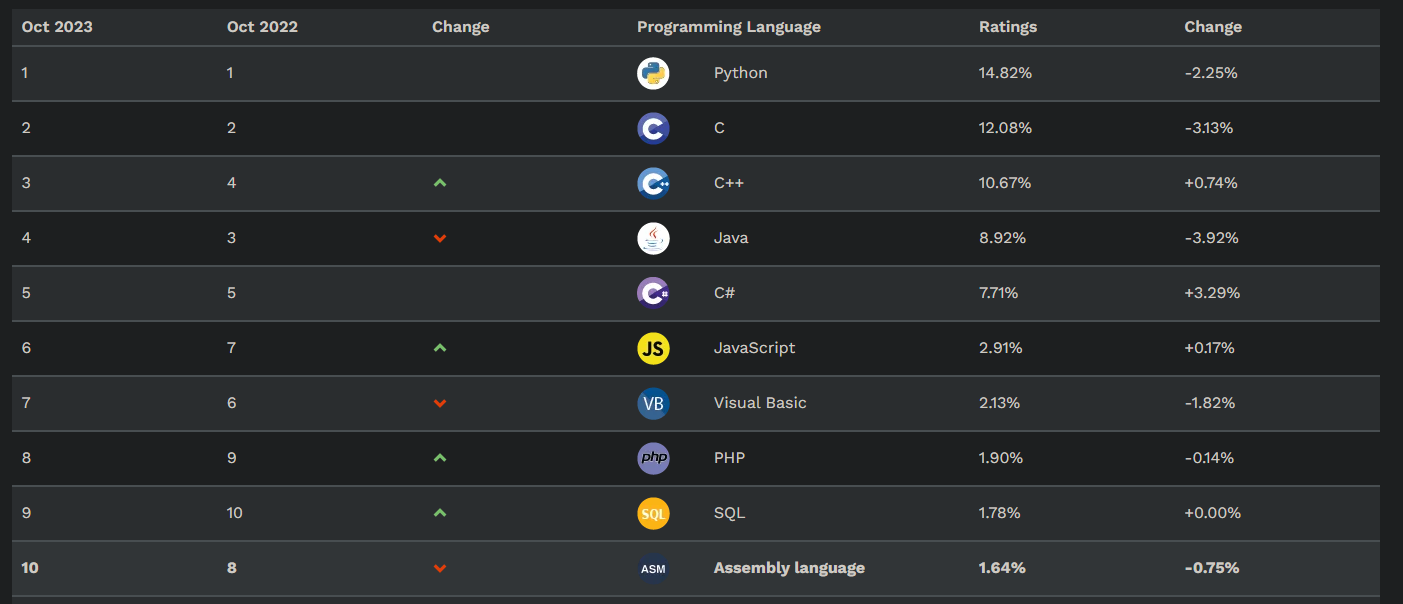 Oct 2023 Oct 2022 Change Programming Language Ratings Change
1 1 Python 14.82% -2.25%
2 2 C C 12.08% -3.13%
3 4 C++ C++ 10.67% +0.74%
4 3 Java 8.92% -3.92%
5 5 C# C# 7.71% +3.29%
6 7 JS JavaScript 2.91% +0.17%
7 6 VB Visual Basic 2.13% -1.82%
8 9 php PHP 1.90% -0.14%
9 10 SQL SQL 1.78% +0.00%
10 8 ASM Assembly language 1.64% -0.75%